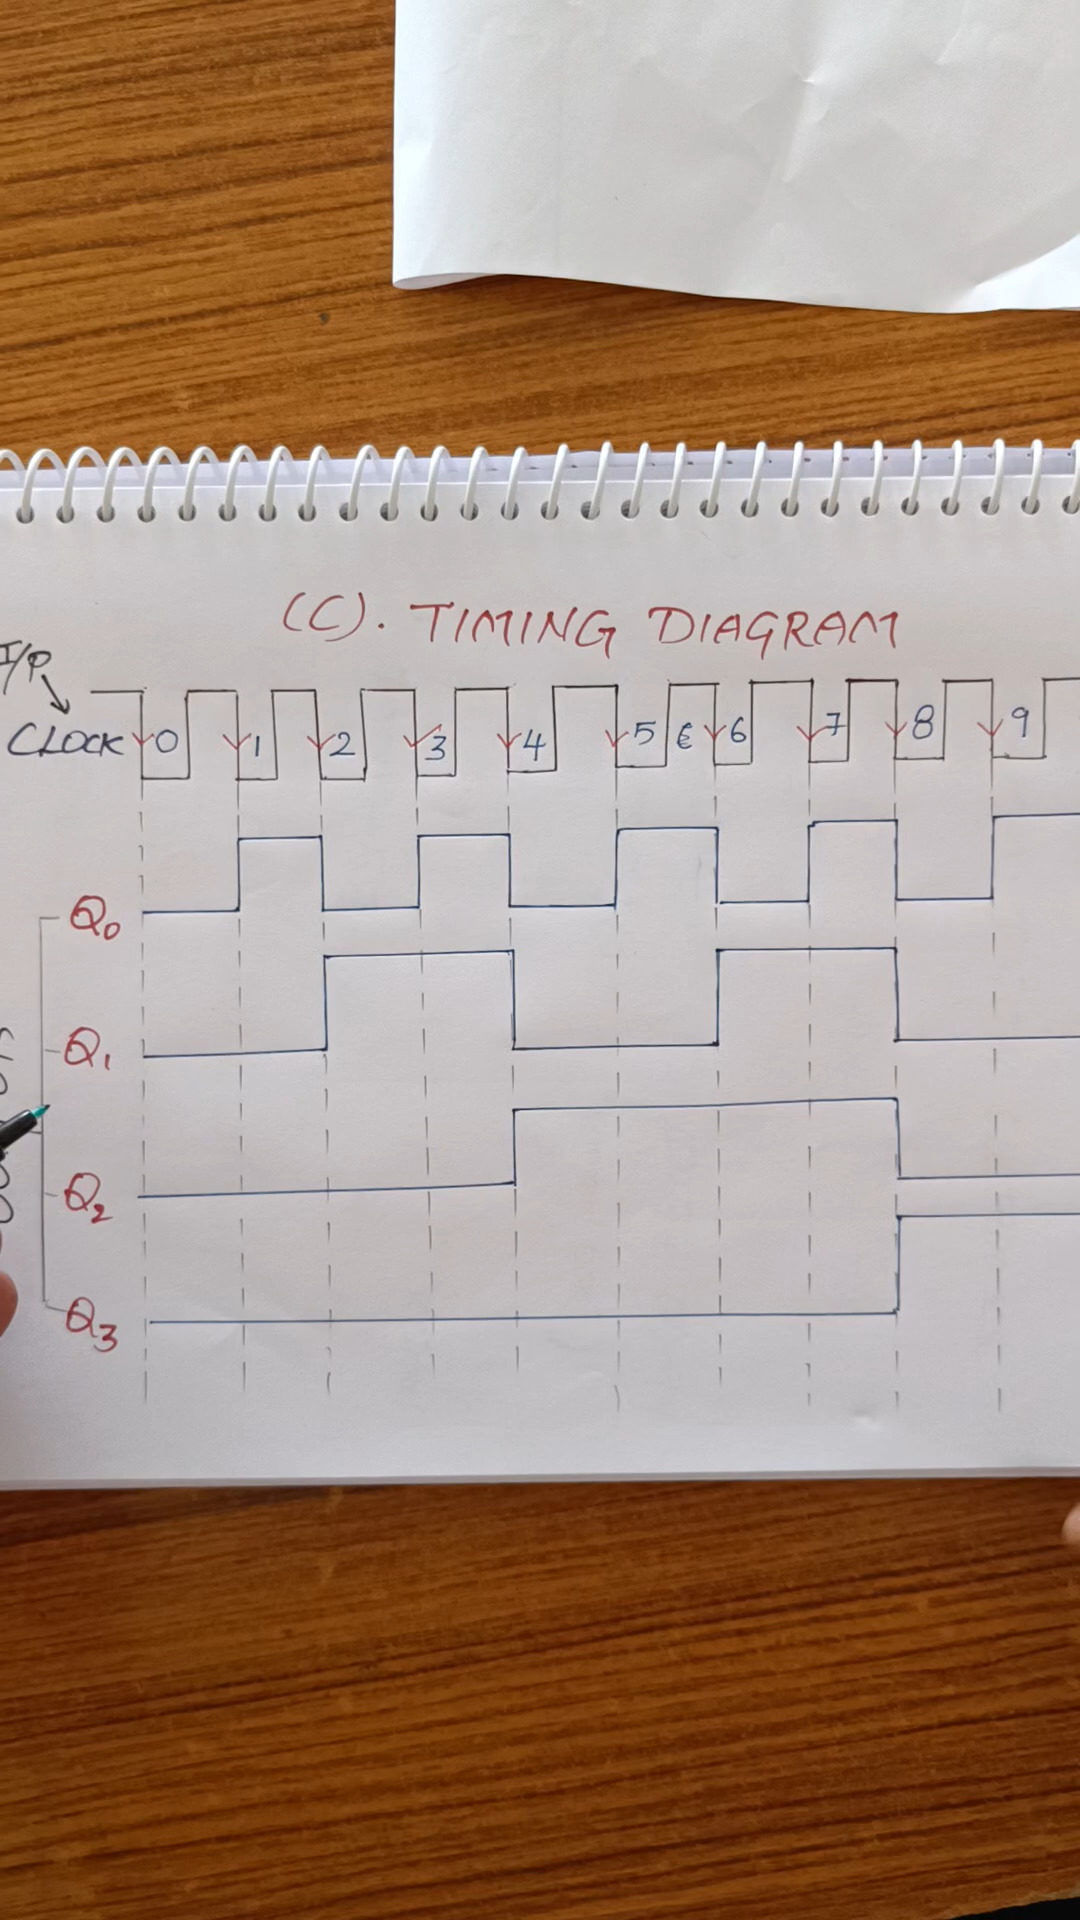 (C). TIMING DIAGRAM
I/P
CLOCK 0 1 2 3 4 5 € 6 7 8 9
Q0
Q1
Q2
Q3